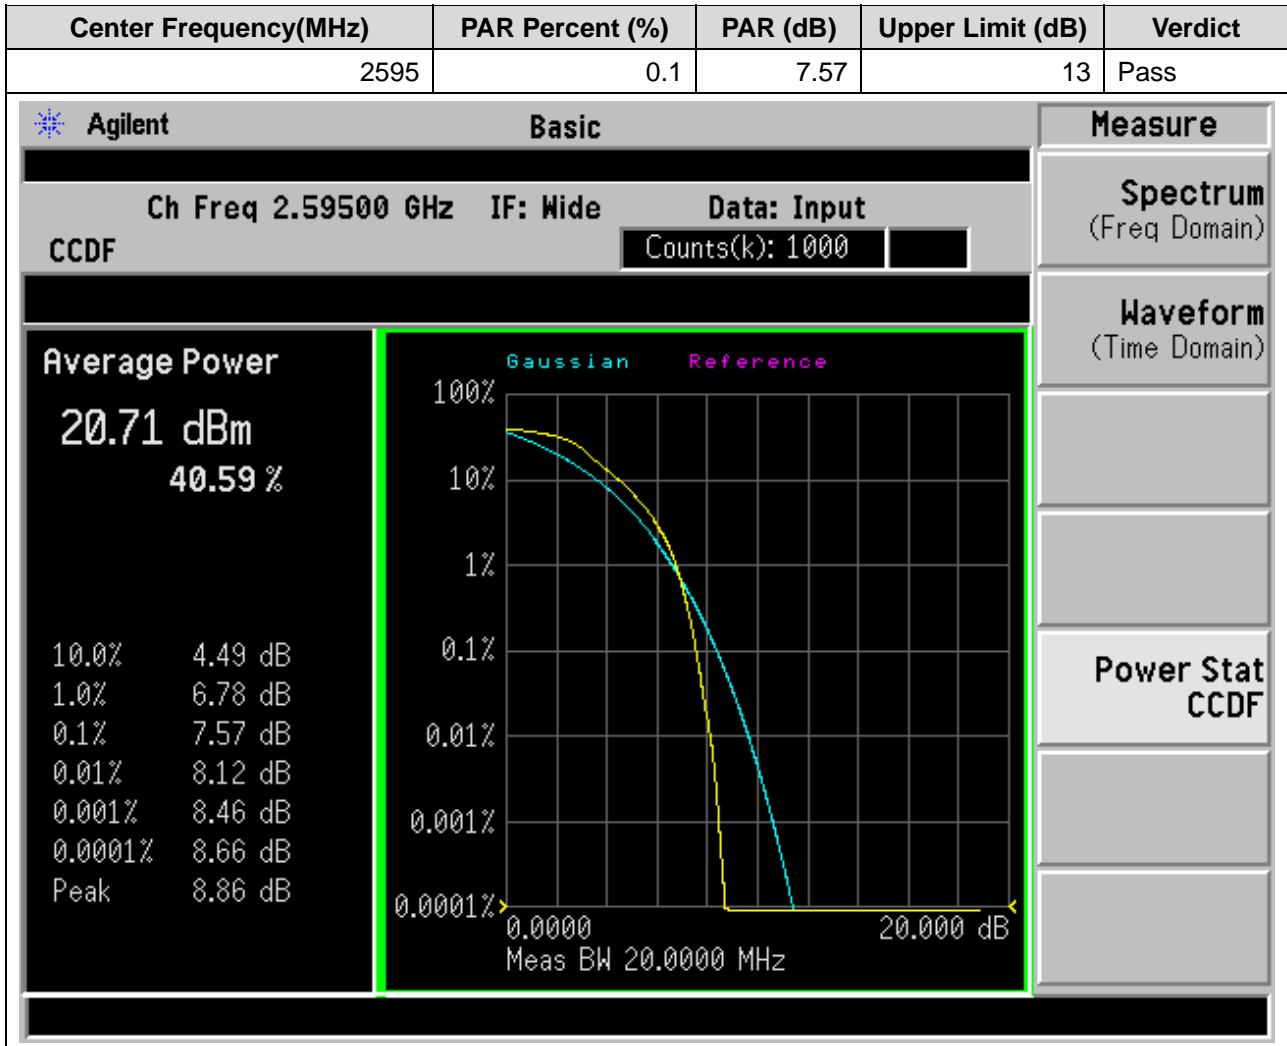 Center Frequency(MHz) PAR Percent (%) PAR (dB) Upper Limit (dB) Verdict
2595 0.1 7.57 13 Pass
Agilent Basic Measure
Ch Freq 2.59500 GHz IF: Wide Data: Input
CCDF Counts(k): 1000
Average Power
20.71 dBm
40.59 %
10.0% 4.49 dB
1.0% 6.78 dB
0.1% 7.57 dB
0.01% 8.12 dB
0.001% 8.46 dB
0.0001% 8.66 dB
Peak 8.86 dB
Gaussian Reference
100%
10%
1%
0.1%
0.01%
0.001%
0.0001%
0.0000 20.000 dB
Meas BW 20.0000 MHz
Spectrum
(Freq Domain)
Waveform
(Time Domain)
Power Stat
CCDF